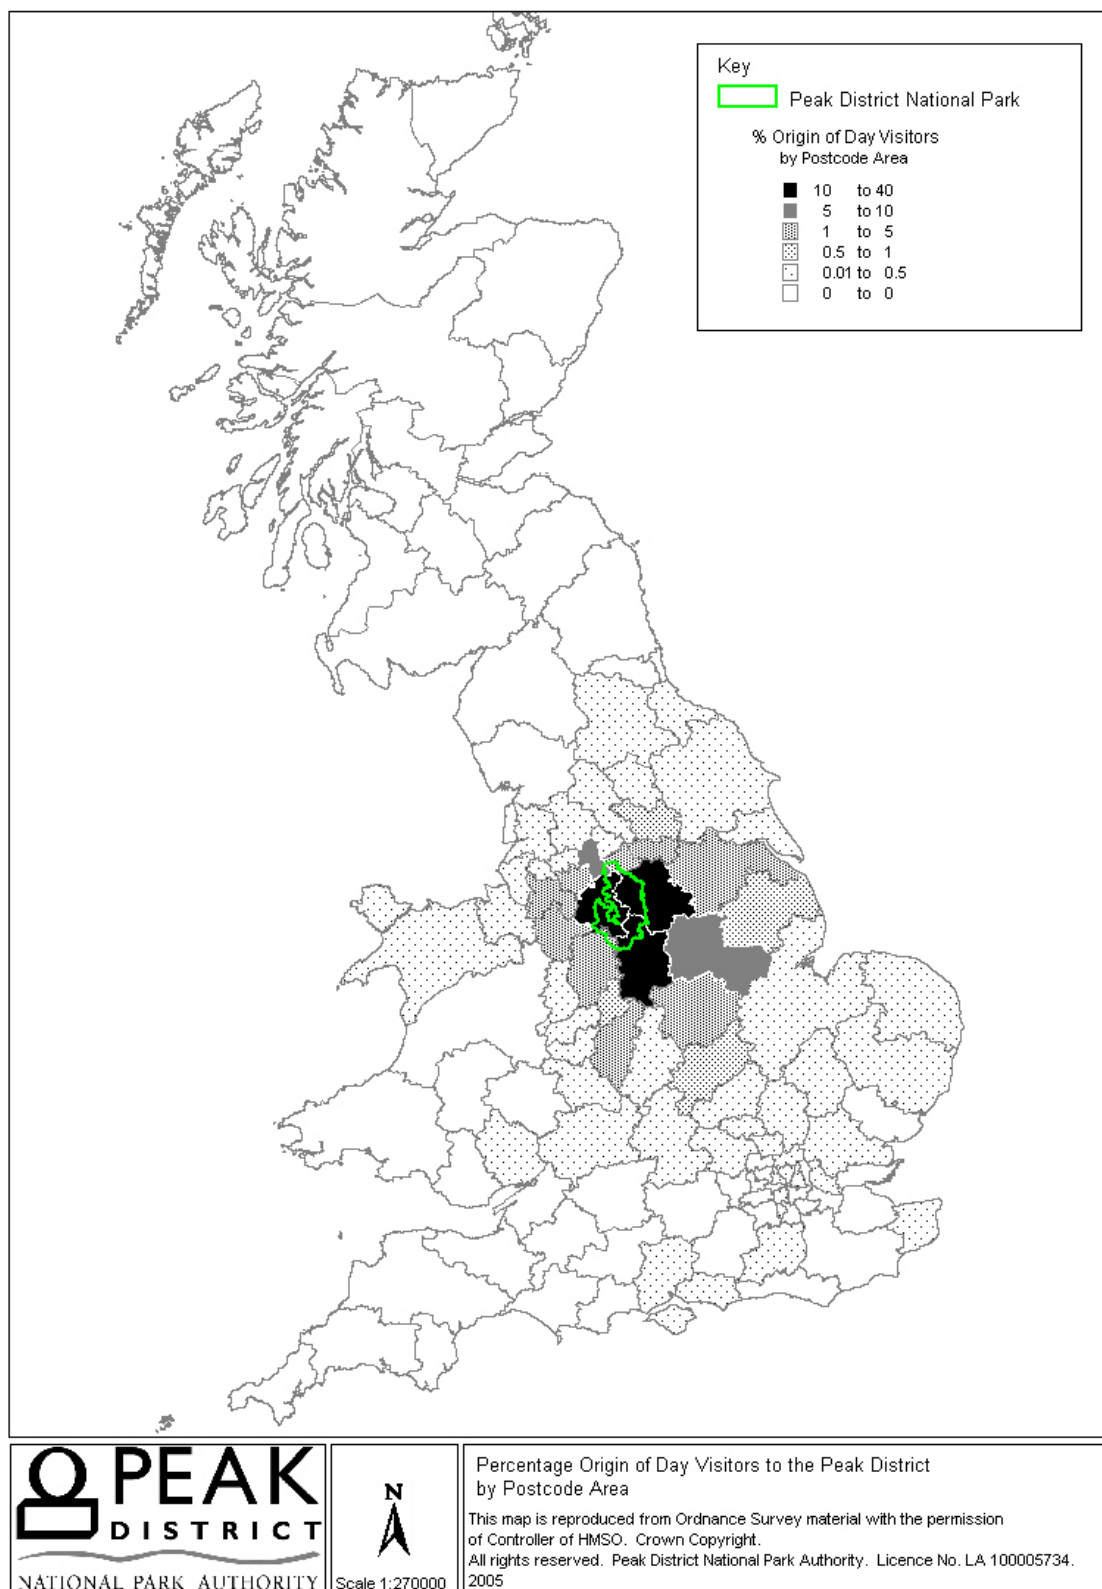 Key
Peak District National Park
% Origin of Day Visitors
by Postcode Area
10 to 40
5 to 10
1 to 5
0.5 to 1
0.01 to 0.5
0 to 0
PEAK
DISTRICT
NATIONAL PARK AUTHORITY
N
Scale 1:270000
Percentage Origin of Day Visitors to the Peak District
by Postcode Area
This map is reproduced from Ordnance Survey material with the permission
of Controller of HMSO. Crown Copyright.
All rights reserved. Peak District National Park Authority. Licence No. LA 100005734.
2005